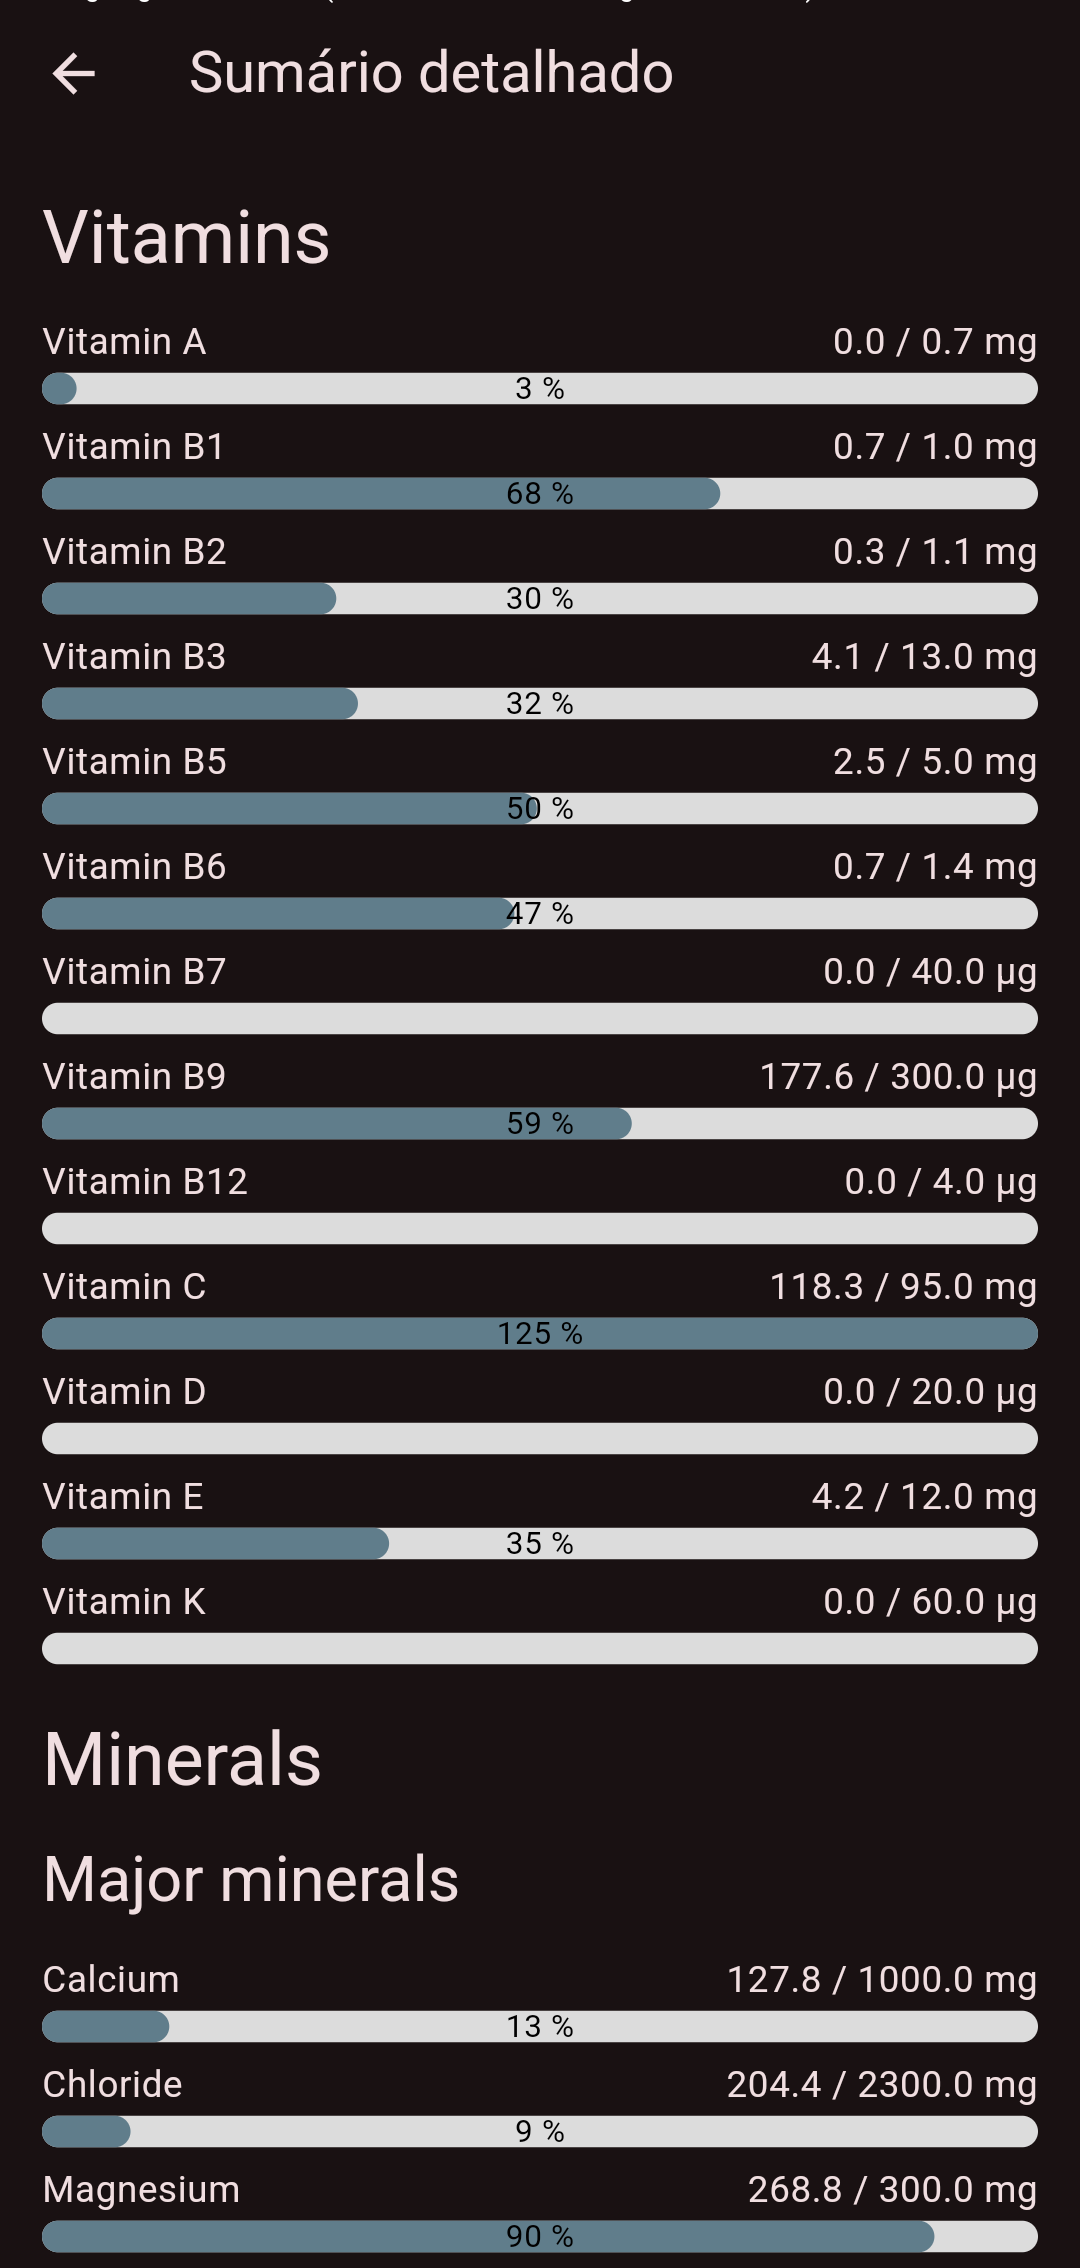 Sumário detalhado
Vitamins
Vitamin A 0.0 / 0.7 mg
3 %
Vitamin B1 0.7 / 1.0 mg
68 %
Vitamin B2 0.3 / 1.1 mg
30 %
Vitamin B3 4.1 / 13.0 mg
32 %
Vitamin B5 2.5 / 5.0 mg
50 %
Vitamin B6 0.7 / 1.4 mg
47 %
Vitamin B7 0.0 / 40.0 µg
Vitamin B9 177.6 / 300.0 µg
59 %
Vitamin B12 0.0 / 4.0 µg
Vitamin C 118.3 / 95.0 mg
125 %
Vitamin D 0.0 / 20.0 µg
Vitamin E 4.2 / 12.0 mg
35 %
Vitamin K 0.0 / 60.0 µg
Minerals
Major minerals
Calcium 127.8 / 1000.0 mg
13 %
Chloride 204.4 / 2300.0 mg
9 %
Magnesium 268.8 / 300.0 mg
90 %